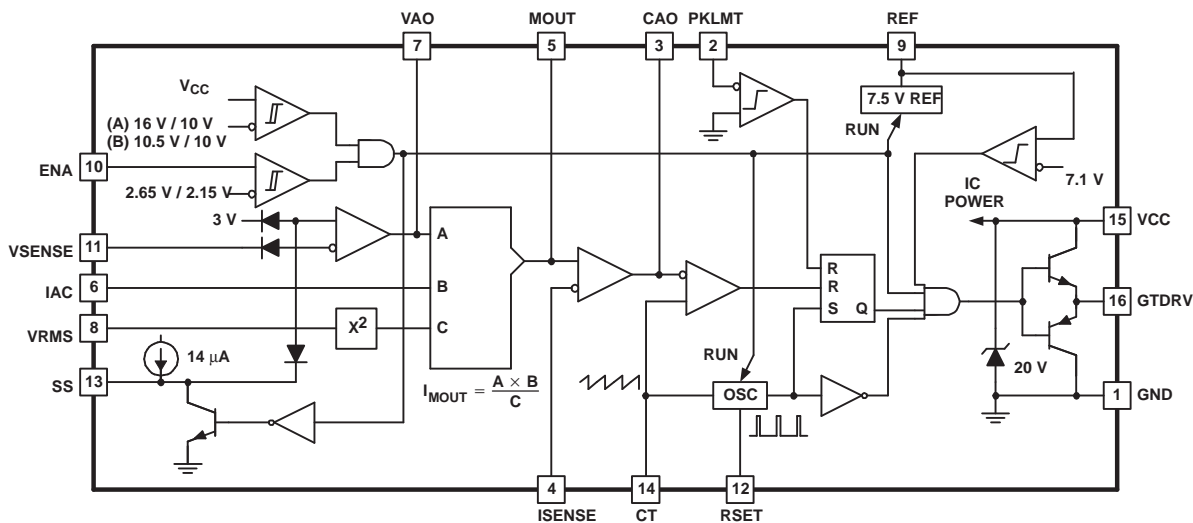 VAO MOUT CAO PKLMT REF
7 5 3 2 9
VCC
(A) 16 V / 10 V
(B) 10.5 V / 10 V
7.5 V REF
RUN
ENA 10
2.65 V / 2.15 V
7.1 V
IC
POWER
3 V
15 VCC
VSENSE 11
A
IAC 6
B
R
R
S Q
16 GTDRV
VRMS 8
X2
C
14 μA
SS 13
IMOUT = A × B
C
RUN
OSC
20 V
1 GND
4 14 12
ISENSE CT RSET